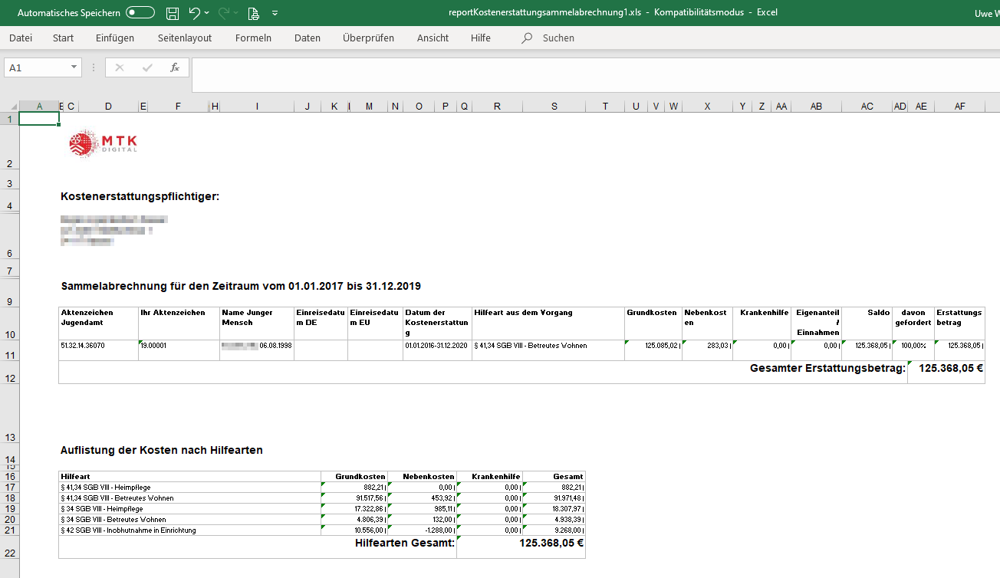 Automatisches Speichern
reportKostenerstattungsammelabrechnung1.xls - Kompatibilitätsmodus - Excel
Uwe W
Datei Start Einfügen Seitenlayout Formeln Daten Überprüfen Ansicht Hilfe Suchen
A1 fx
A C D E F H I J K M N O P Q R S T U V W X Y Z AA AB AC AD AE AF
1
MTK
DIGITAL
2
3
Kostenerstattungspflichtiger:
4
6
7
Sammelabrechnung für den Zeitraum vom 01.01.2017 bis 31.12.2019
9
Aktenzeichen Ihr Aktenzeichen Name Junger Einreisedatu Einreisedatu Datum der Hilfeart aus dem Vorgang Grundkosten Nebenkost Krankenhilfe Eigenanteil Saldo davon Erstattungs
Jugendamt Mensch m DE m EU Kostenerstattun en / gefordert betrag
10 g Einnahmen
51.32.14.36070 19.00001 06.08.1998 01.01.2016-31.12.2020 § 41,34 SGB VIII - Betreutes Wohnen 125.085,02 283,03 0,00 0,00 125.368,05 100,00% 125.368,05
11
Gesamter Erstattungsbetrag: 125.368,05 €
12
13
Auflistung der Kosten nach Hilfearten
14
15
16 Hilfeart Grundkosten Nebenkosten Krankenhilfe Gesamt
17 § 41,34 SGB VIII - Heimpflege 882,21 0,00 0,00 882,21
18 § 41,34 SGB VIII - Betreutes Wohnen 91.517,56 453,92 0,00 91.971,48
19 § 34 SGB VIII - Heimpflege 17.322,86 985,11 0,00 18.307,97
20 § 34 SGB VIII - Betreutes Wohnen 4.806,39 132,00 0,00 4.938,39
21 § 42 SGB VIII - Inobhutnahme in Einrichtung 10.556,00 -1.288,00 0,00 9.268,00
Hilfearten Gesamt: 125.368,05 €
22